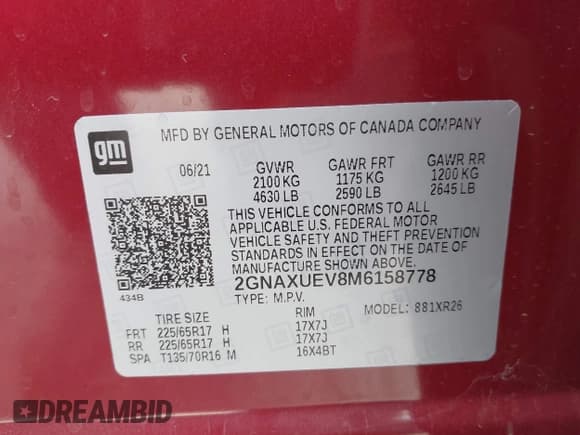 gm
MFD BY GENERAL MOTORS OF CANADA COMPANY
06/21 GVWR GAWR FRT GAWR RR
2100 KG 1175 KG 1200 KG
4630 LB 2590 LB 2645 LB
THIS VEHICLE CONFORMS TO ALL
APPLICABLE U.S. FEDERAL MOTOR
VEHICLE SAFETY AND THEFT PREVENTION
STANDARDS IN EFFECT ON THE DATE OF
MANUFACTURE SHOWN ABOVE.
434B
2GNAXUEV8M6158778
TYPE: M.P.V. MODEL: 881XR26
TIRE SIZE RIM
FRT 225/65R17 H 17X7J
RR 225/65R17 H 17X7J
SPA T135/70R16 M 16X4BT
DREAMBID